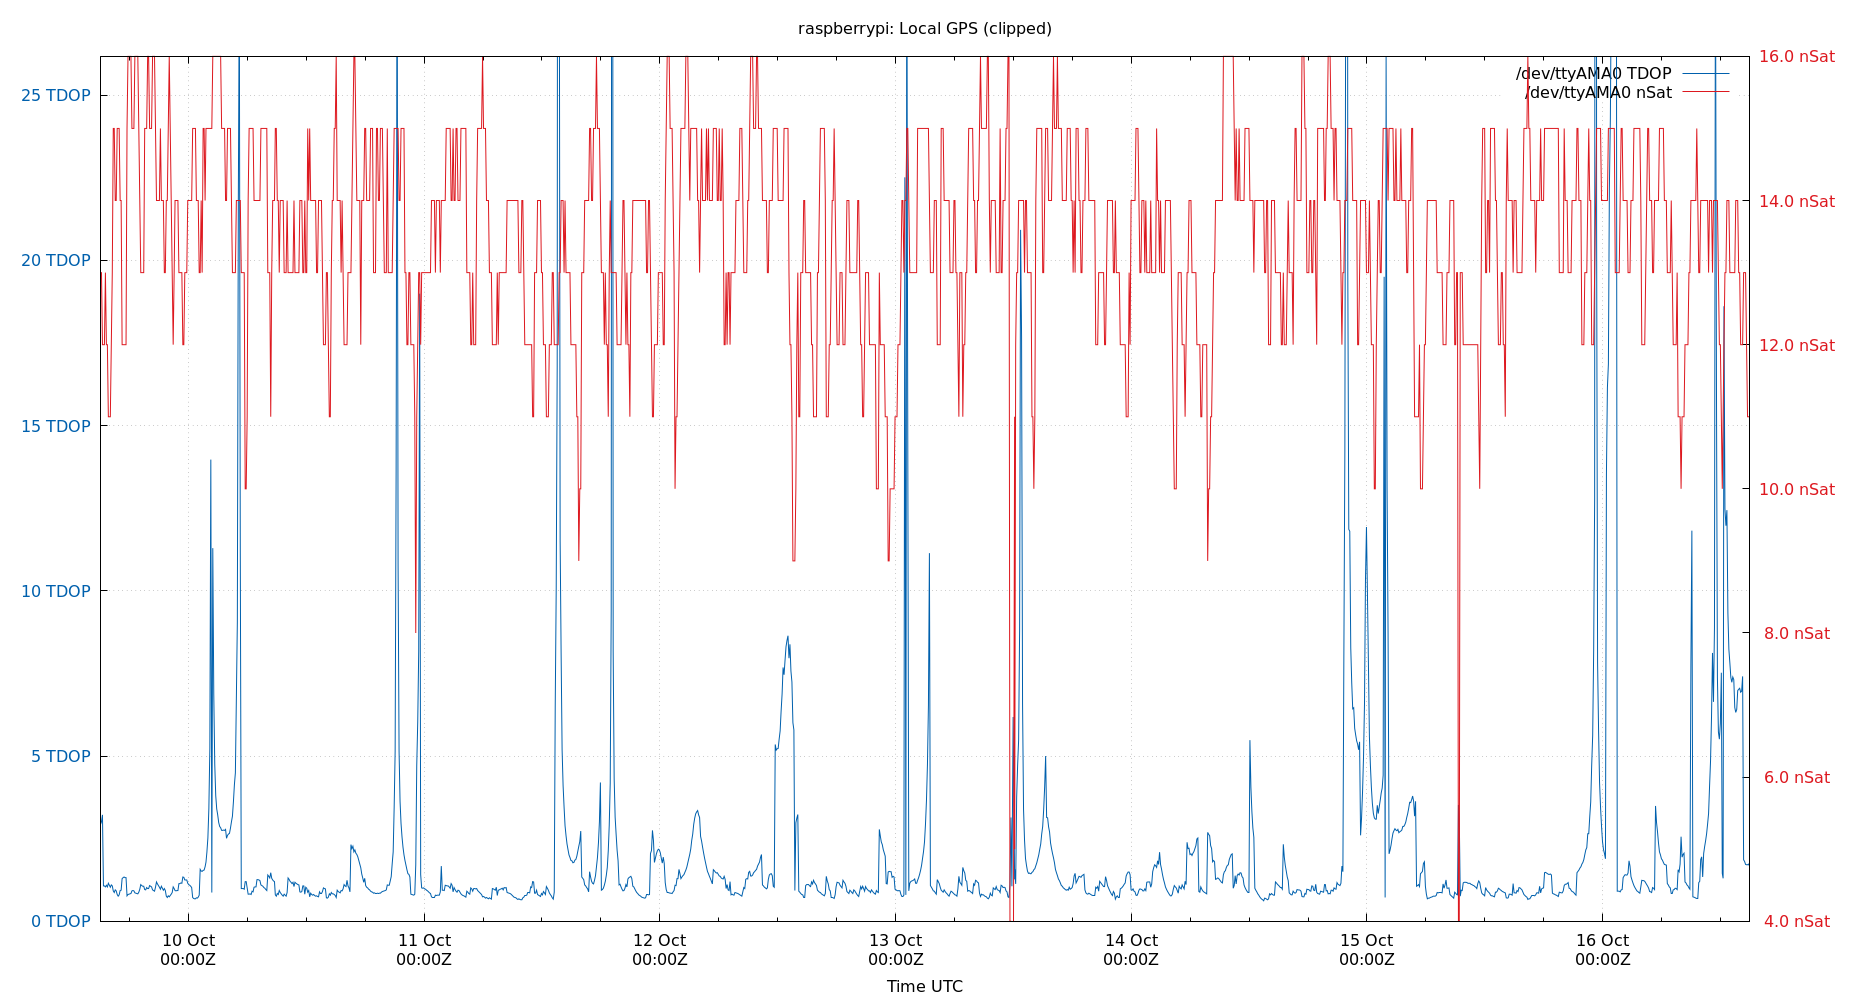 raspberrypi: Local GPS (clipped)
/dev/ttyAMA0 TDOP
/dev/ttyAMA0 nSat
25 TDOP
20 TDOP
15 TDOP
10 TDOP
5 TDOP
0 TDOP
16.0 nSat
14.0 nSat
12.0 nSat
10.0 nSat
8.0 nSat
6.0 nSat
4.0 nSat
10 Oct
00:00Z
11 Oct
00:00Z
12 Oct
00:00Z
13 Oct
00:00Z
14 Oct
00:00Z
15 Oct
00:00Z
16 Oct
00:00Z
Time UTC